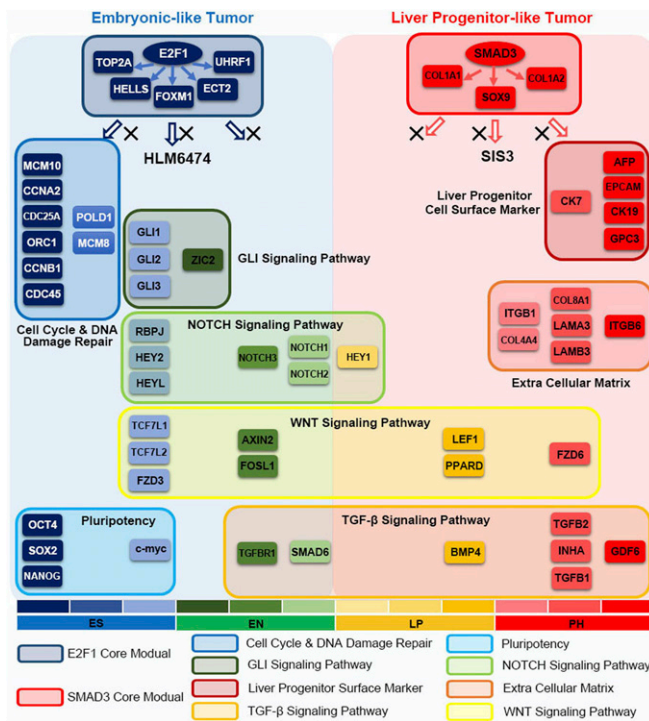 Embryonic-like Tumor
Liver Progenitor-like Tumor
E2F1
TOP2A
UHRF1
HELLS
FOXM1
ECT2
SMAD3
COL1A1
COL1A2
SOX9
HLM6474
SIS3
MCM10
CCNA2
CDC25A
ORC1
CCNB1
CDC45
POLD1
MCM8
Cell Cycle & DNA
Damage Repair
GLI1
GLI2
GLI3
ZIC2
GLI Signaling Pathway
Liver Progenitor
Cell Surface Marker
CK7
AFP
EPCAM
CK19
GPC3
NOTCH Signaling Pathway
RBPJ
HEY2
HEYL
NOTCH3
NOTCH1
NOTCH2
HEY1
ITGB1
COL4A4
COL8A1
LAMA3
LAMB3
ITGB6
Extra Cellular Matrix
WNT Signaling Pathway
TCF7L1
TCF7L2
FZD3
AXIN2
FOSL1
LEF1
PPARD
FZD6
Pluripotency
OCT4
SOX2
NANOG
c-myc
TGF-β Signaling Pathway
TGFBR1
SMAD6
BMP4
TGFB2
INHA
TGFB1
GDF6
ES
EN
LP
PH
E2F1 Core Modual
SMAD3 Core Modual
Cell Cycle & DNA Damage Repair
GLI Signaling Pathway
Liver Progenitor Surface Marker
TGF-β Signaling Pathway
Pluripotency
NOTCH Signaling Pathway
Extra Cellular Matrix
WNT Signaling Pathway